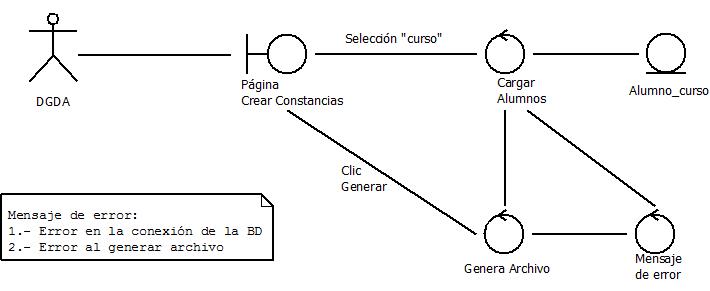 Selección "curso"
DGDA
Página
Crear Constancias
Cargar
Alumnos
Alumno_curso
Clic
Generar
Mensaje de error:
1.- Error en la conexión de la BD
2.- Error al generar archivo
Genera Archivo
Mensaje
de error